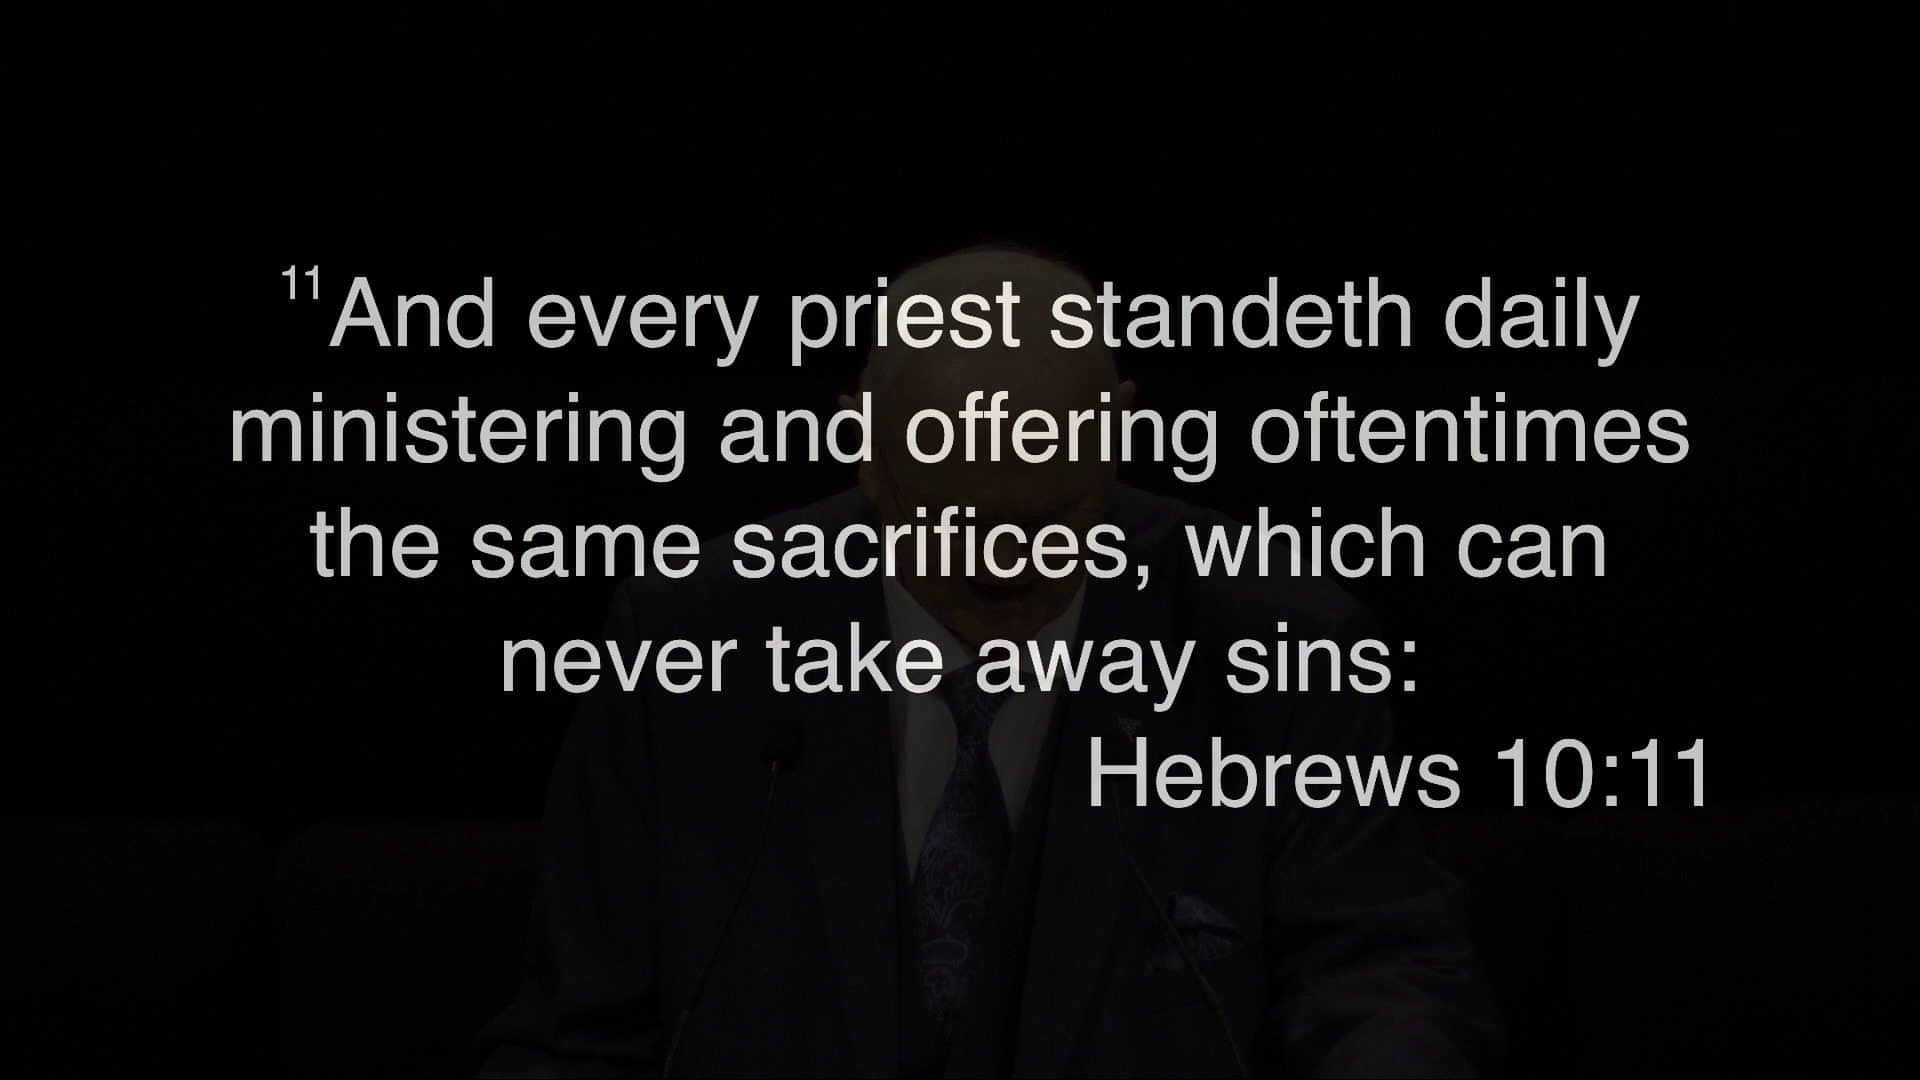 11And every priest standeth daily
ministering and offering oftentimes
the same sacrifices, which can
never take away sins:
Hebrews 10:11